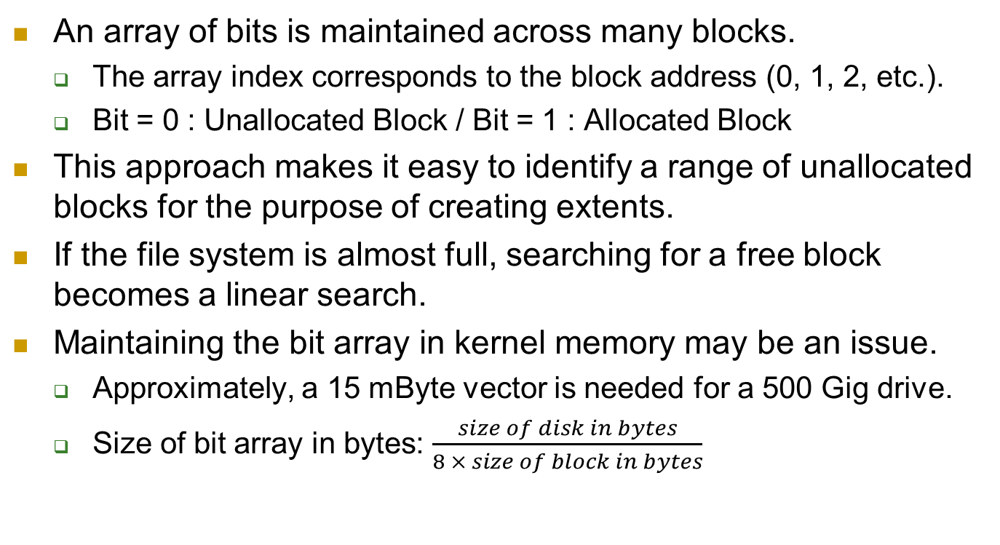 An array of bits is maintained across many blocks.
The array index corresponds to the block address (0, 1, 2, etc.).
Bit = 0 : Unallocated Block / Bit = 1 : Allocated Block
This approach makes it easy to identify a range of unallocated
blocks for the purpose of creating extents.
If the file system is almost full, searching for a free block
becomes a linear search.
Maintaining the bit array in kernel memory may be an issue.
Approximately, a 15 mByte vector is needed for a 500 Gig drive.
Size of bit array in bytes: size of disk in bytes
8 × size of block in bytes